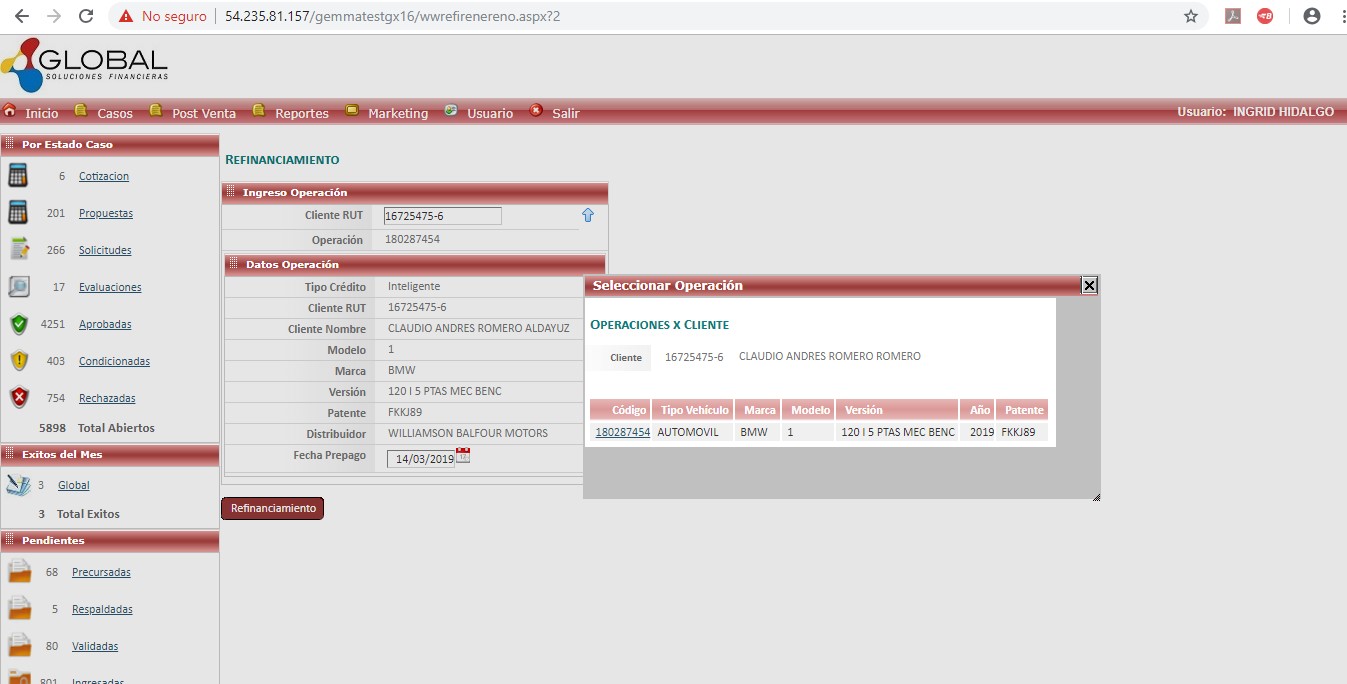 No seguro | 54.235.81.157/gemmatestgx16/wwrefirenereno.aspx?2
GLOBAL
SOLUCIONES FINANCIERAS
Inicio Casos Post Venta Reportes Marketing Usuario Salir Usuario: INGRID HIDALGO
Por Estado Caso
6 Cotizacion
201 Propuestas
266 Solicitudes
17 Evaluaciones
4251 Aprobadas
403 Condicionadas
754 Rechazadas
5898 Total Abiertos
Exitos del Mes
3 Global
3 Total Exitos
Pendientes
68 Precursadas
5 Respaldadas
80 Validadas
801 Ingresadas
REFINANCIAMIENTO
Ingreso Operación
Cliente RUT 16725475-6
Operación 180287454
Datos Operación
Tipo Crédito Inteligente
Cliente RUT 16725475-6
Cliente Nombre CLAUDIO ANDRES ROMERO ALDAYUZ
Modelo 1
Marca BMW
Versión 120 I 5 PTAS MEC BENC
Patente FKKJ89
Distribuidor WILLIAMSON BALFOUR MOTORS
Fecha Prepago 14/03/2019
Refinanciamiento
Seleccionar Operación
OPERACIONES X CLIENTE
Cliente 16725475-6 CLAUDIO ANDRES ROMERO ROMERO
Código Tipo Vehículo Marca Modelo Versión Año Patente
180287454 AUTOMOVIL BMW 1 120 I 5 PTAS MEC BENC 2019 FKKJ89